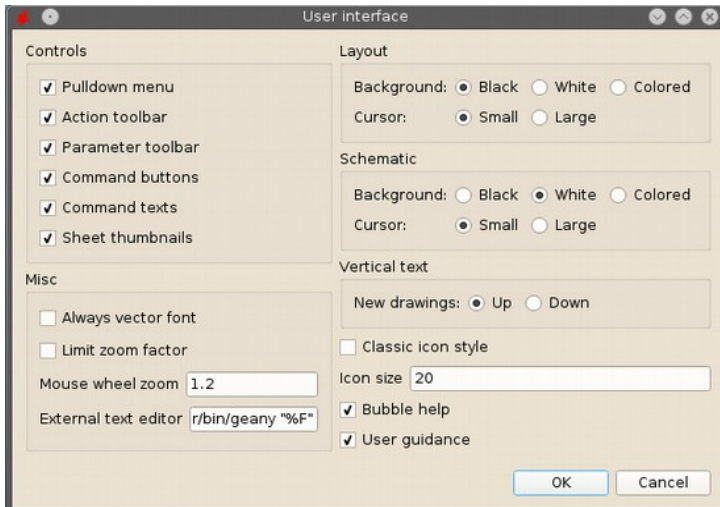 User interface
Controls
Pulldown menu
Action toolbar
Parameter toolbar
Command buttons
Command texts
Sheet thumbnails
Misc
Always vector font
Limit zoom factor
Mouse wheel zoom 1.2
External text editor r/bin/geany "%F"
Layout
Background: Black White Colored
Cursor: Small Large
Schematic
Background: Black White Colored
Cursor: Small Large
Vertical text
New drawings: Up Down
Classic icon style
Icon size 20
Bubble help
User guidance
OK Cancel